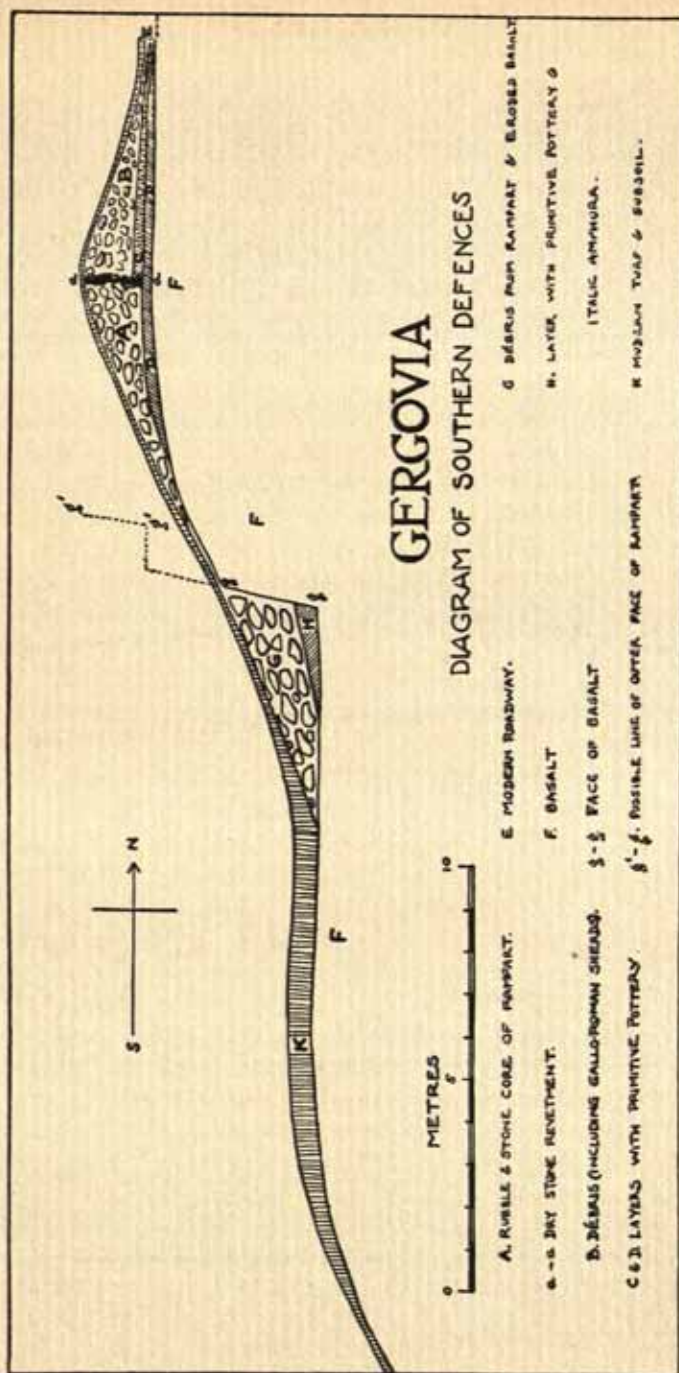 S N
a
A
B
C
D
D
E
a
F
g' 
g'
F
g
g
G
H
K
F
GERGOVIA
DIAGRAM OF SOUTHERN DEFENCES
METRES
0 5 10
A. RUBBLE & STONE CORE OF RAMPART.
a-a DRY STONE REVETMENT.
B. DÉBRIS (INCLUDING GALLO-ROMAN SHERDS.
C & D. LAYERS WITH PRIMITIVE POTTERY
E MODERN ROADWAY.
F. BASALT
g-g FACE OF BASALT
g'-g'. POSSIBLE LINE OF OUTER FACE OF RAMPART.
G DÉBRIS FROM RAMPART & ERODED BASALT
H. LAYER WITH PRIMITIVE POTTERY &
ITALIC AMPHORA.
K MODERN TURF & SUBSOIL.